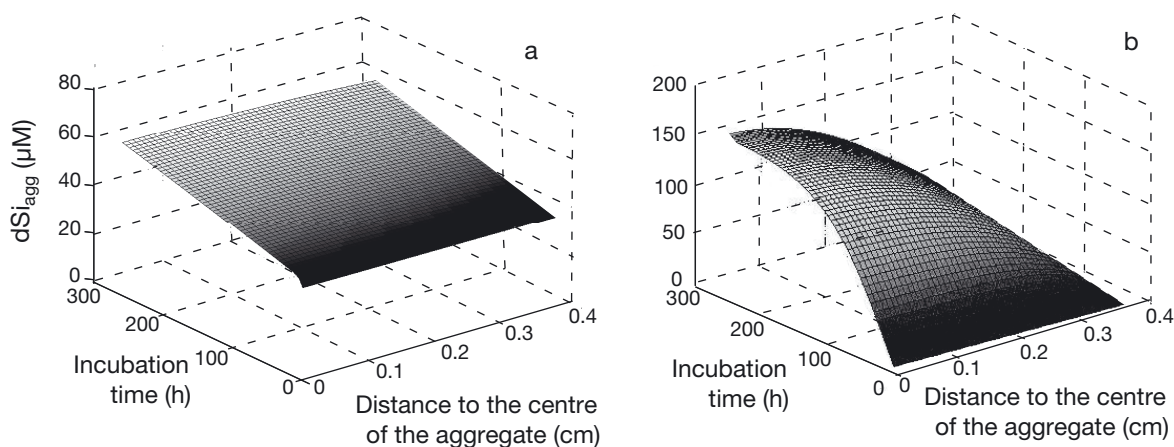 a
80
60
40
20
0
dSi_agg (µM)
300
200
100
0
Incubation
time (h)
0
0.1
0.2
0.3
0.4
Distance to the centre
of the aggregate (cm)
b
200
150
100
50
0
300
200
100
0
Incubation
time (h)
0
0.1
0.2
0.3
0.4
Distance to the centre
of the aggregate (cm)